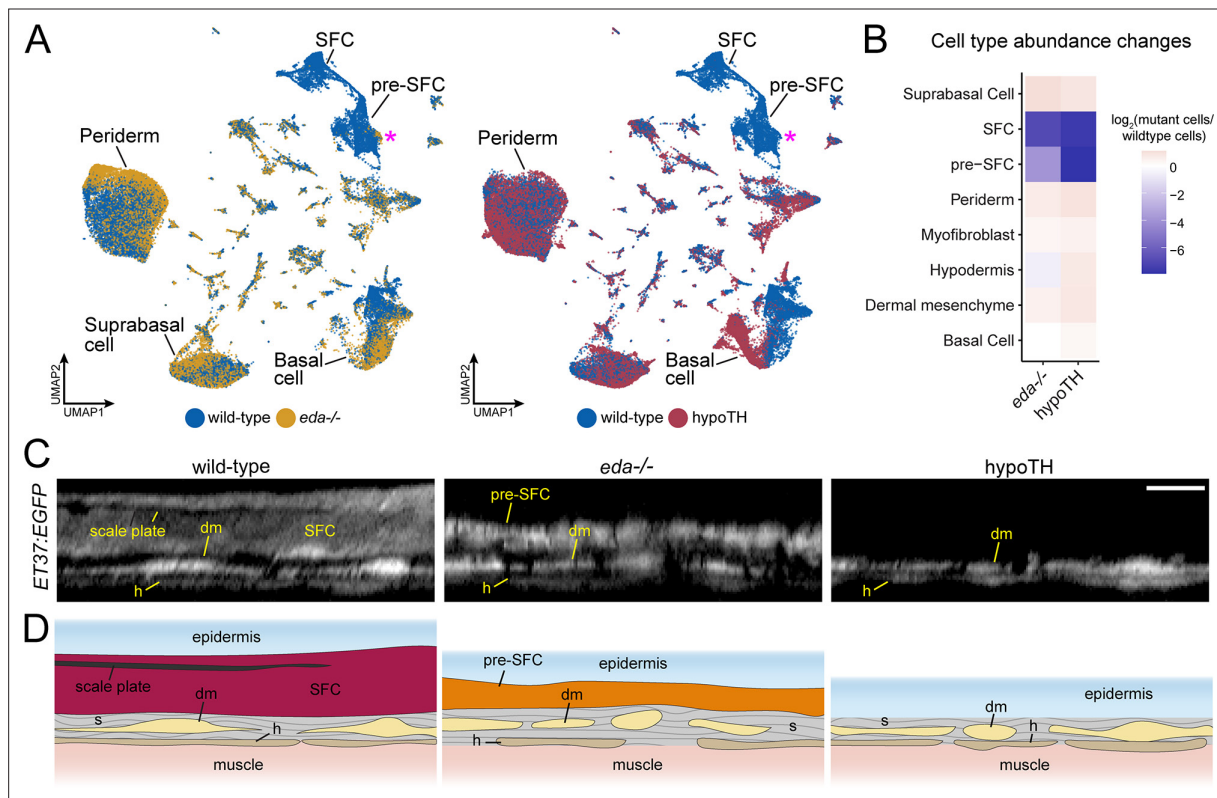 A
SFC
pre-SFC
*
Periderm
Suprabasal
cell
Basal
cell
UMAP2
UMAP1
wild-type
eda-/-
SFC
pre-SFC
*
Periderm
Basal
cell
UMAP2
UMAP1
wild-type
hypoTH
B
Cell type abundance changes
Suprabasal Cell
SFC
pre−SFC
Periderm
Myofibroblast
Hypodermis
Dermal mesenchyme
Basal Cell
eda-/-
hypoTH
log2(mutant cells/
wildtype cells)
0
−2
−4
−6
C
wild-type
eda-/-
hypoTH
ET37:EGFP
scale plate
dm
SFC
h
pre-SFC
dm
h
dm
h
D
epidermis
scale plate
SFC
dm
s
h
muscle
pre-SFC
epidermis
dm
s
h
muscle
epidermis
s
dm
h
muscle